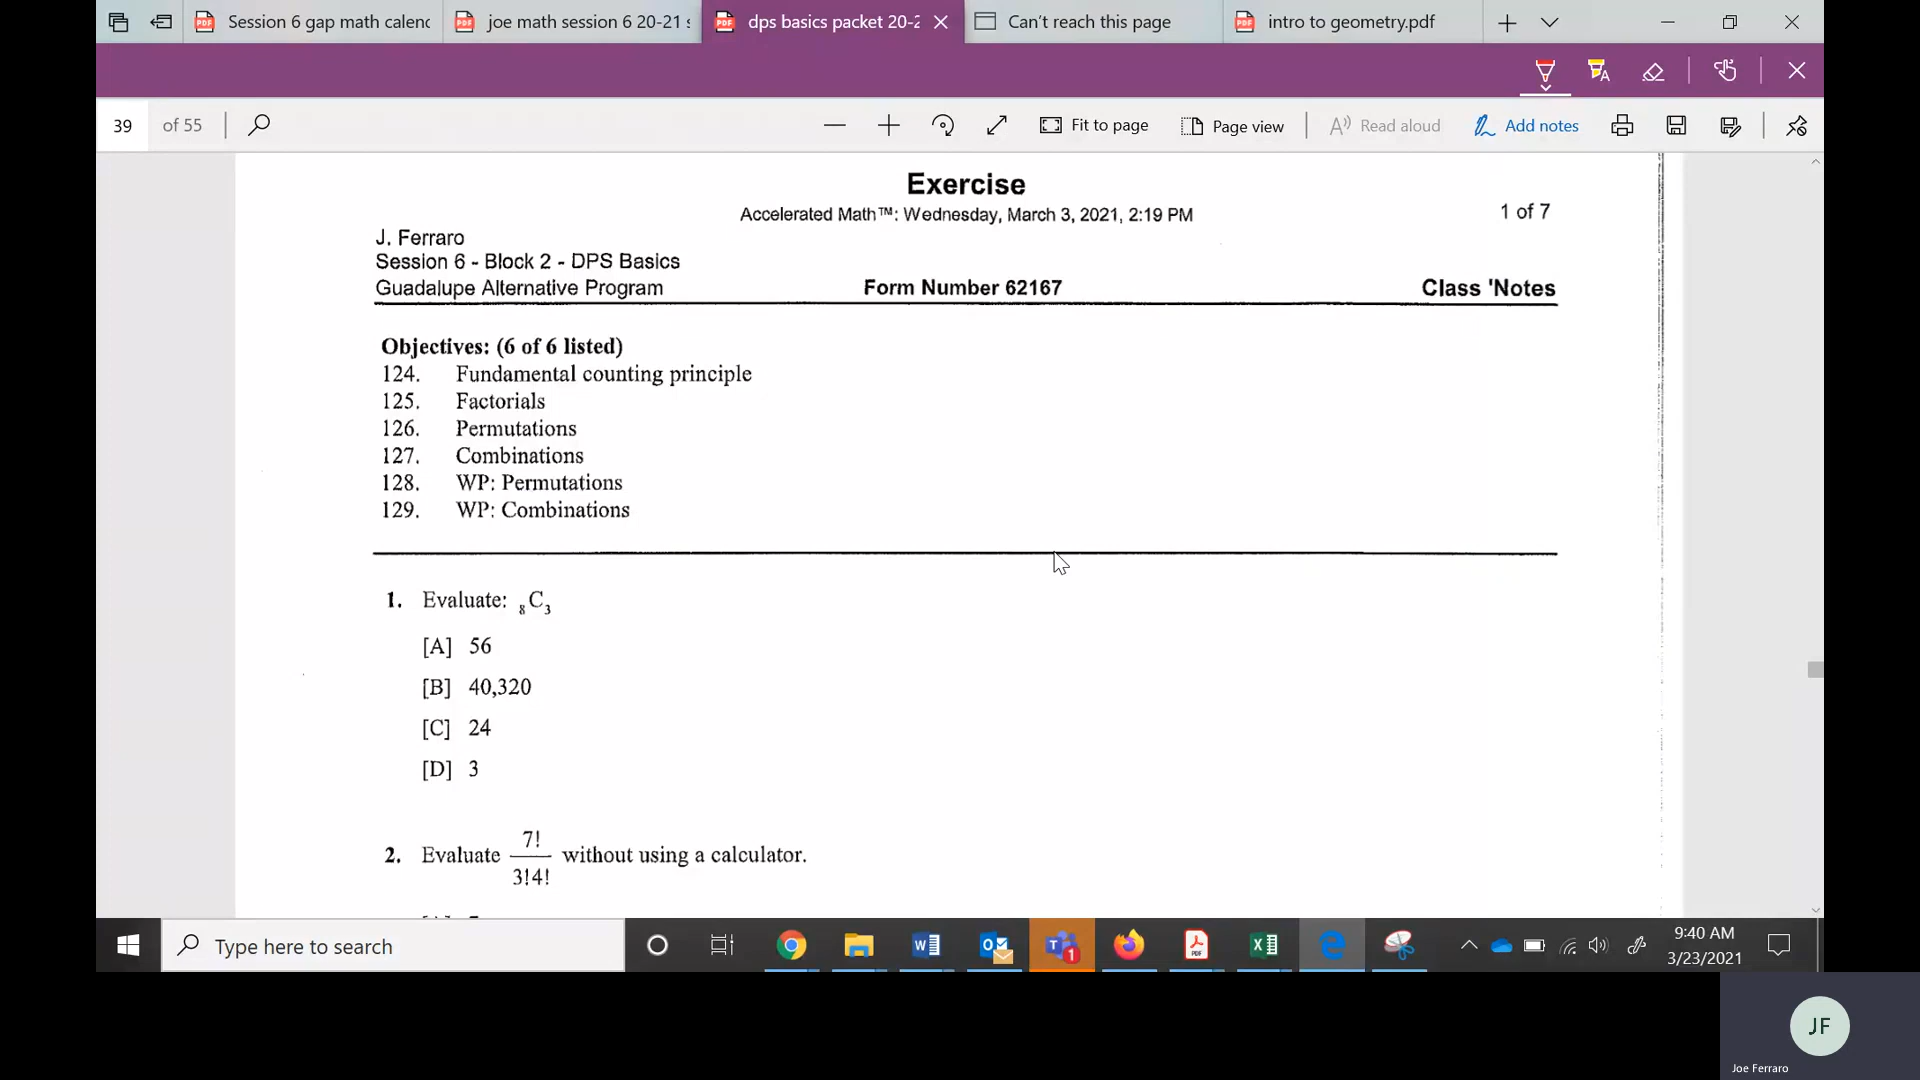 Session 6 gap math calenc
joe math session 6 20-21 s
dps basics packet 20-2
Can't reach this page
intro to geometry.pdf
39 of 55
Fit to page
Page view
Read aloud
Add notes
Exercise
Accelerated Math™: Wednesday, March 3, 2021, 2:19 PM
1 of 7
J. Ferraro
Session 6 - Block 2 - DPS Basics
Guadalupe Alternative Program Form Number 62167 Class 'Notes
Objectives: (6 of 6 listed)
124. Fundamental counting principle
125. Factorials
126. Permutations
127. Combinations
128. WP: Permutations
129. WP: Combinations
1. Evaluate: ₈C₃
[A] 56
[B] 40,320
[C] 24
[D] 3
2. Evaluate 7!/3!4! without using a calculator.
Type here to search
9:40 AM
3/23/2021
JF
Joe Ferraro